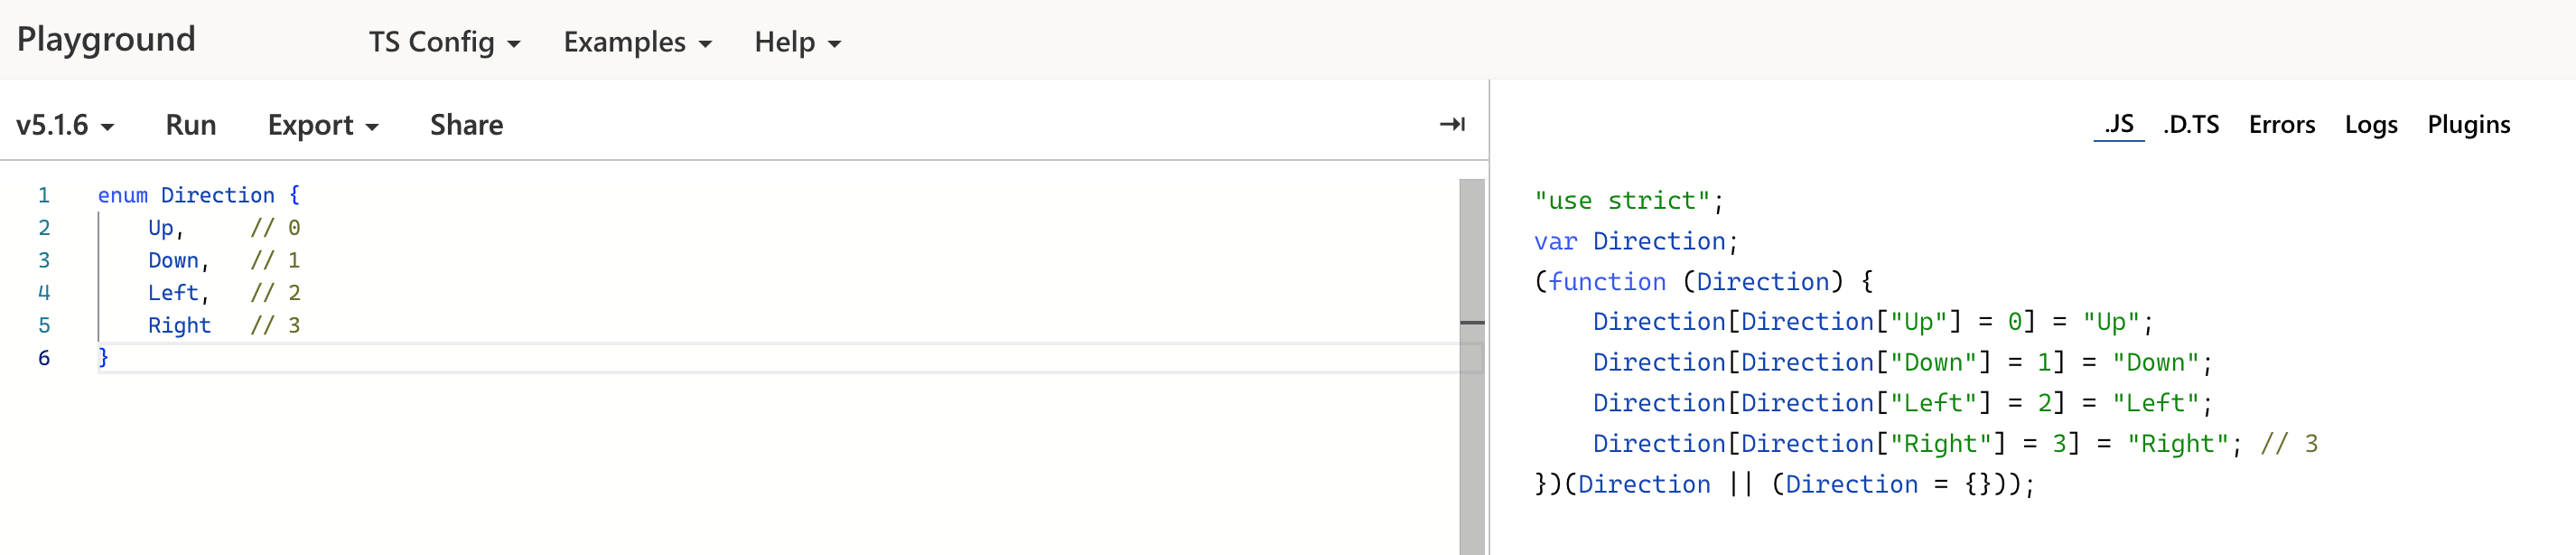 Playground TS Config Examples Help
v5.1.6 Run Export Share
1 enum Direction {
2     Up,     // 0
3     Down,   // 1
4     Left,   // 2
5     Right   // 3
6 }
.JS .D.TS Errors Logs Plugins
"use strict";
var Direction;
(function (Direction) {
    Direction[Direction["Up"] = 0] = "Up";
    Direction[Direction["Down"] = 1] = "Down";
    Direction[Direction["Left"] = 2] = "Left";
    Direction[Direction["Right"] = 3] = "Right"; // 3
})(Direction || (Direction = {}));